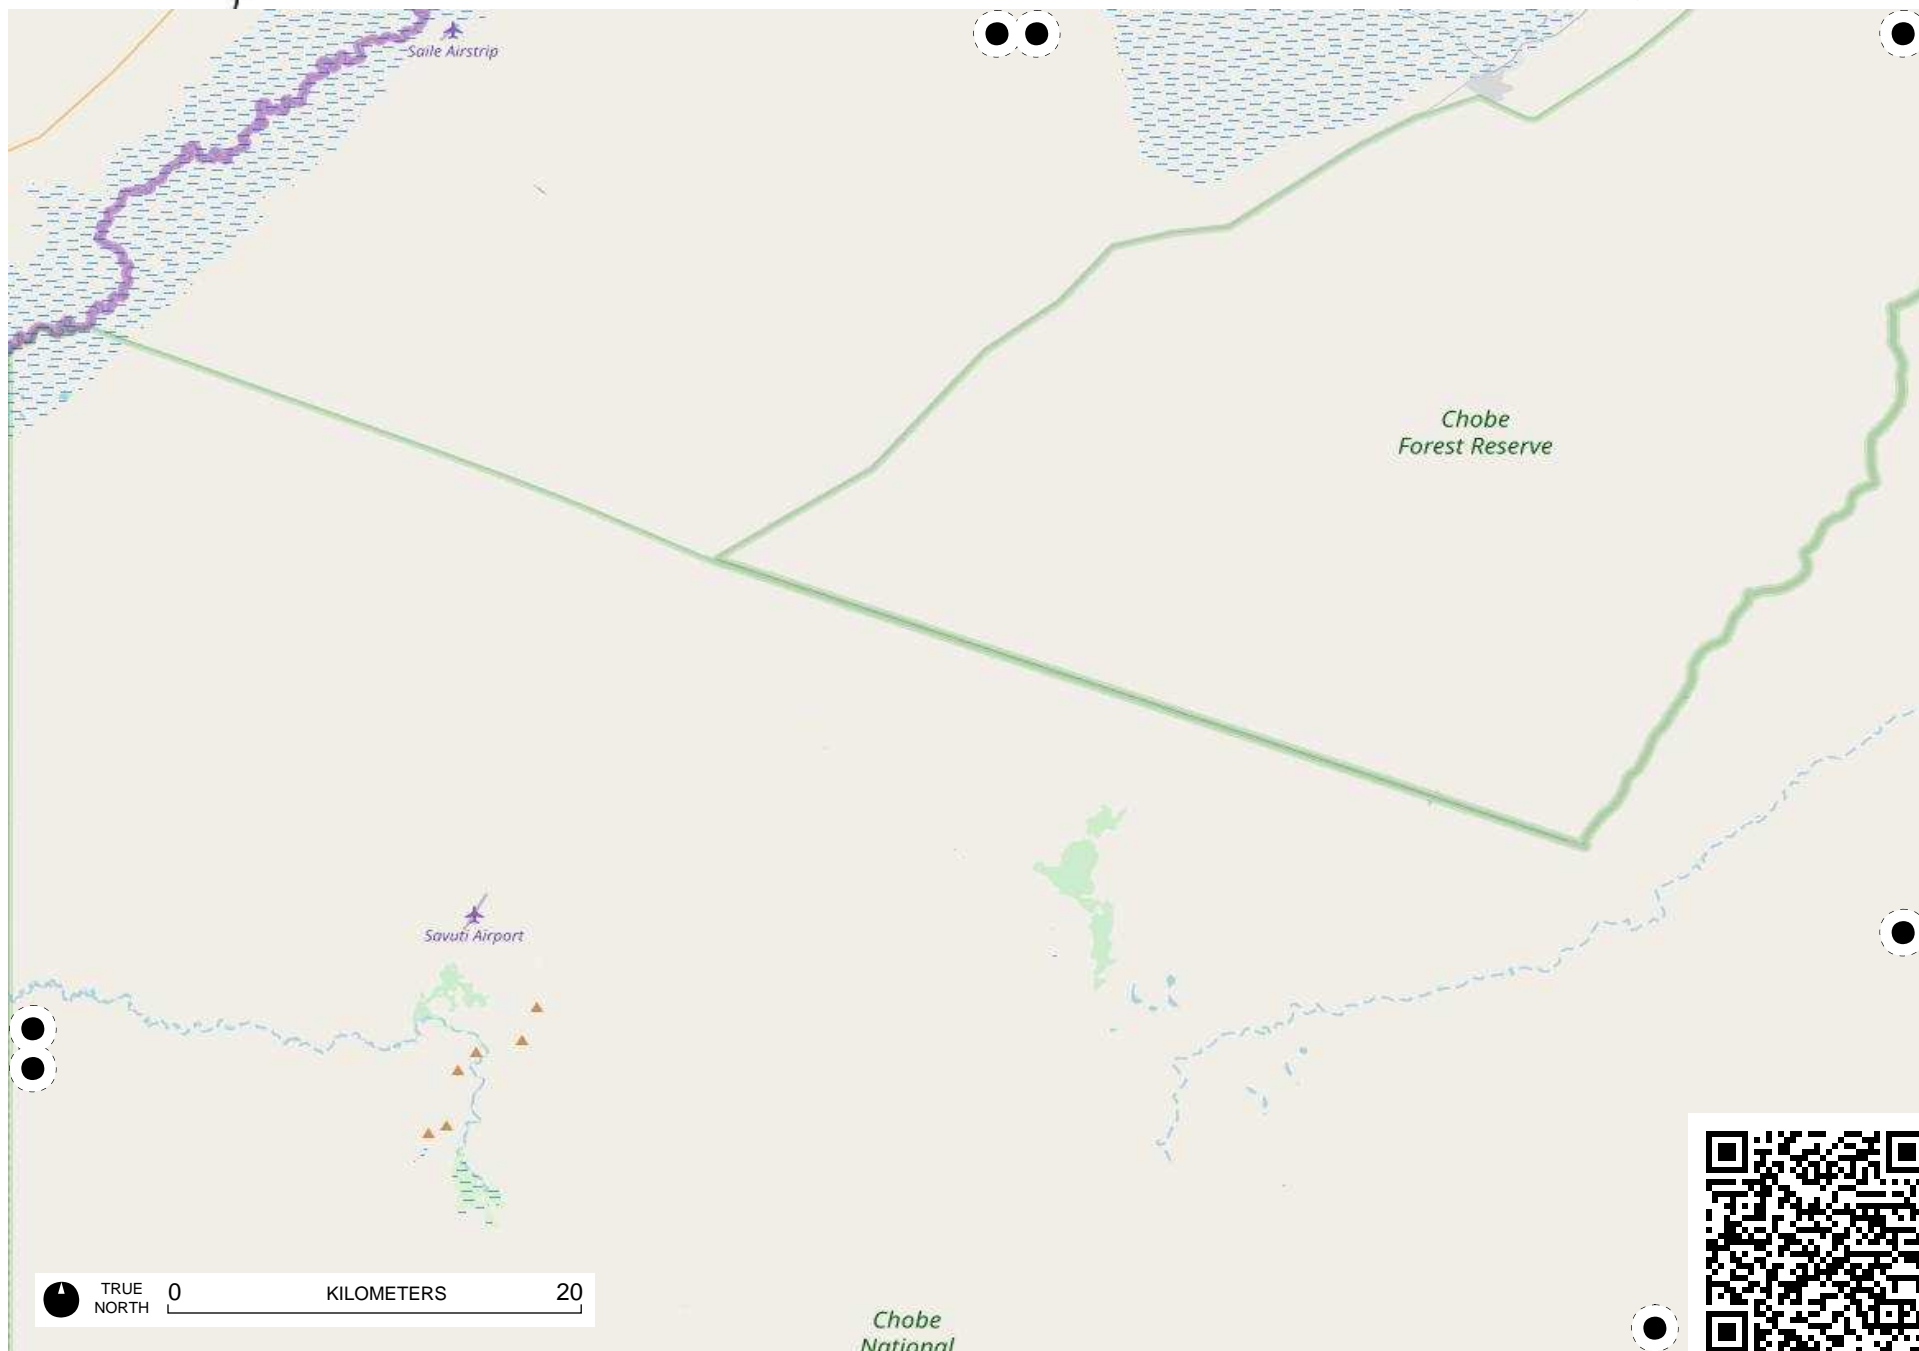 Saile Airstrip
Chobe
Forest Reserve
Savuti Airport
TRUE
NORTH
0
KILOMETERS
20
Chobe
National